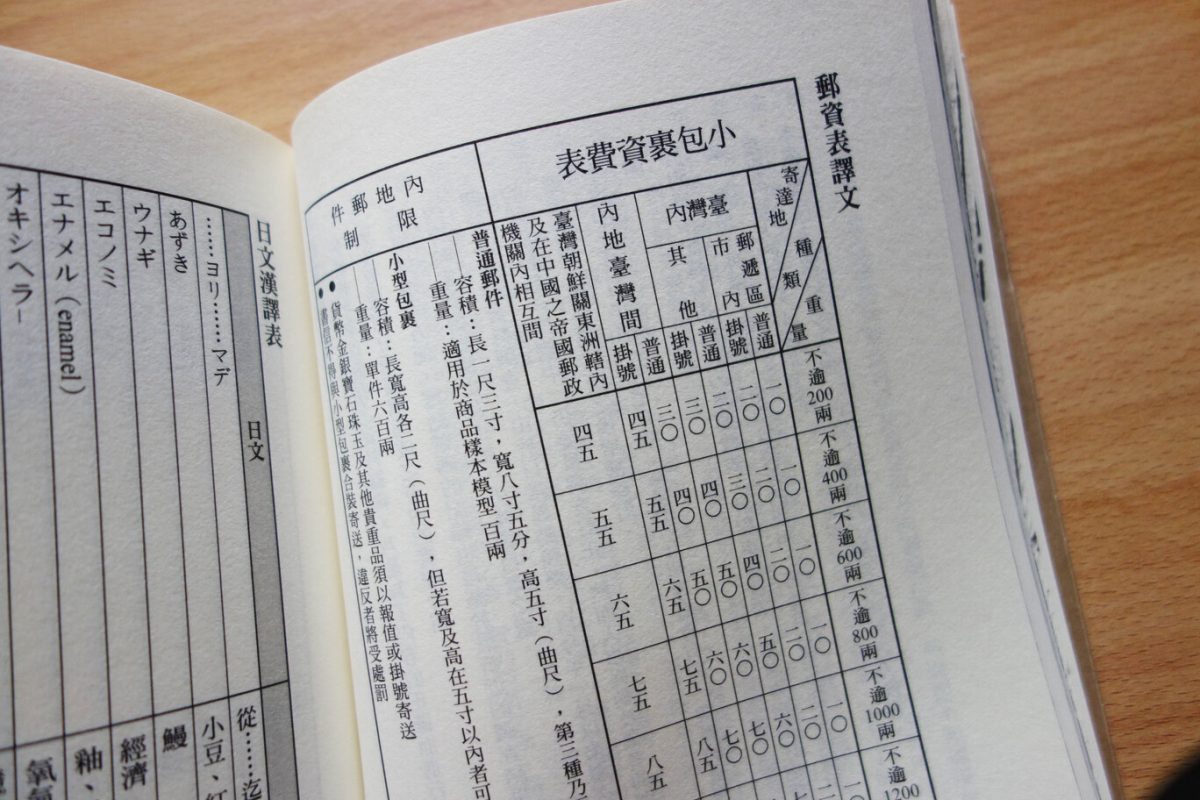 郵資表譯文
小包裹資費表
寄達地
種類
重量
不逾200兩
不逾400兩
不逾600兩
不逾800兩
不逾1000兩
不逾1200
臺灣內
郵遞區市內
普通 一〇 一〇 一〇 一〇 一〇
掛號 二〇 二〇 二〇 二〇 二〇
其他
普通 二〇 三〇 四〇 五〇 六〇
掛號 三〇 四〇 五〇 六〇 七〇
內地臺灣間
普通 三〇 四〇 五〇 六〇 七〇
掛號 四五 五五 六五 七五 八五
臺灣朝鮮關東洲轄內
及在中國之帝國郵政
機關內相互間
四五 五五 六五 七五 八五
內地郵件
限制
普通郵件
容積：長一尺三寸，寬八寸五分，高五寸（曲尺），第三種乃
重量：適用於商品樣本模型百兩
小型包裹
容積：長寬高各二尺（曲尺），但若寬及高在五寸以內者可
重量：單件六百兩
●貨幣金銀寶石珠玉及其他貴重品須以報值或掛號寄送
●書信不得與小型包裹合裝寄送，違反者將受處罰
日文漢譯表
日文
……ヨリ……マデ 從……迄
あずき 小豆、紅
ウナギ 鰻
エコノミ 經濟
エナメル（enamel） 釉、
オキシヘラー 氧氣